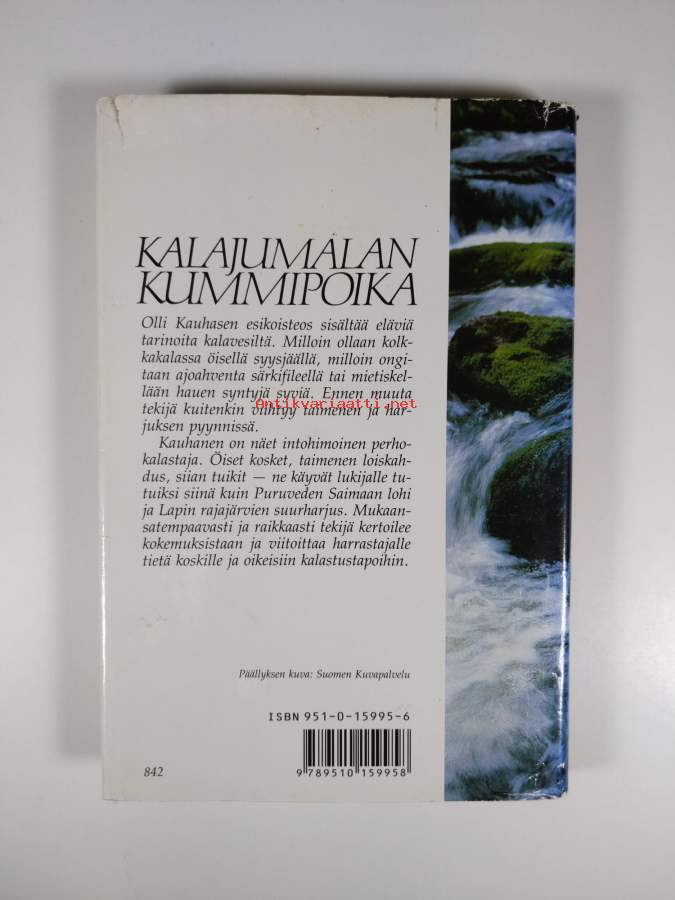 KALAJUMALAN
KUMMIPOIKA
Olli Kauhasen esikoisteos sisältää eläviä
tarinoita kalavesiltä. Milloin ollaan kolk-
kakalassa öisellä syysjäällä, milloin ongi-
taan ajoahventa särkifileellä tai mietiskel-
lään hauen syntyjä syviä. Ennen muuta
tekijä kuitenkin viihtyy taimenen ja har-
juksen pyynnissä.
Antikvariaatti.net
Kauhanen on näet intohimoinen perho-
kalastaja. Öiset kosket, taimenen loiskah-
dus, siian tuikit — ne käyvät lukijalle tu-
tuiksi siinä kuin Puruveden Saimaan lohi
ja Lapin rajajärvien suurharjus. Mukaan-
satempaavasti ja raikkaasti tekijä kertoilee
kokemuksistaan ja viitoittaa harrastajalle
tietä koskille ja oikeisiin kalastustapoihin.
Päällyksen kuva: Suomen Kuvapalvelu
ISBN 951-0-15995-6
9 789510 159958
842